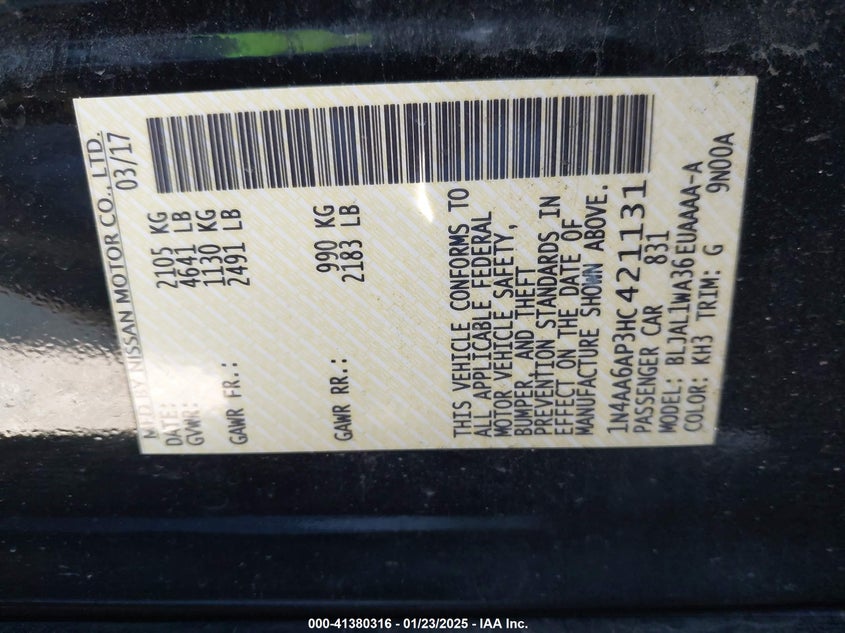 MFD BY NISSAN MOTOR CO., LTD.
DATE: 03/17
GVWR: 2105 KG
4641 LB
GAWR FR.: 1130 KG
2491 LB
GAWR RR.: 990 KG
2183 LB
THIS VEHICLE CONFORMS TO
ALL APPLICABLE FEDERAL
MOTOR VEHICLE SAFETY,
BUMPER, AND THEFT
PREVENTION STANDARDS IN
EFFECT ON THE DATE OF
MANUFACTURE SHOWN ABOVE.
1N4AA6AP3HC421131
PASSENGER CAR 831
MODEL: BLJAL1WA36EUAAAA-A
COLOR: KH3 TRIM: G 9N00A
000-41380316 - 01/23/2025 - IAA Inc.